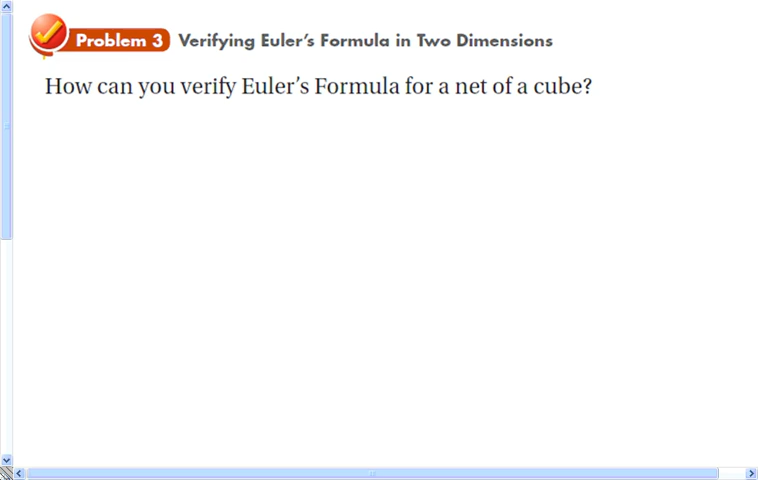 Problem 3 Verifying Euler's Formula in Two Dimensions
How can you verify Euler's Formula for a net of a cube?